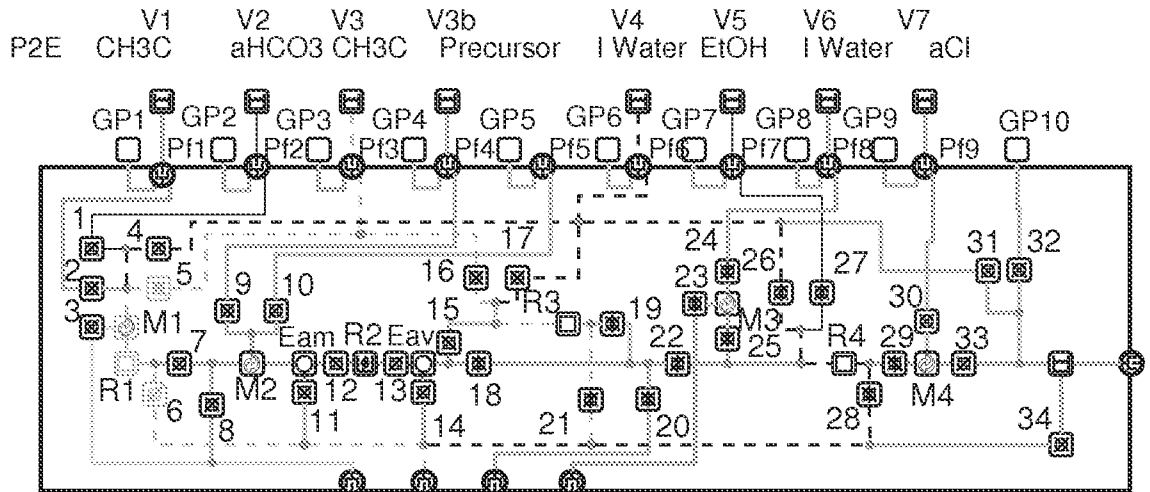 V1 V2 V3 V3b V4 V5 V6 V7
P2E CH3C aHCO3 CH3C Precursor I Water EtOH I Water aCl
GP1 GP2 GP3 GP4 GP5 GP6 GP7 GP8 GP9 GP10
Pf1 Pf2 Pf3 Pf4 Pf5 Pf6 Pf7 Pf8 Pf9
1 4 17 24
2 5 9 10 16 23 26 27 31 32
3 M1 15 R3 19 M3 30
7 Eam R2 Eav 22 25 R4 29 33
R1 6 M2 12 13 18 M4
8 11 14 21 20 28 34